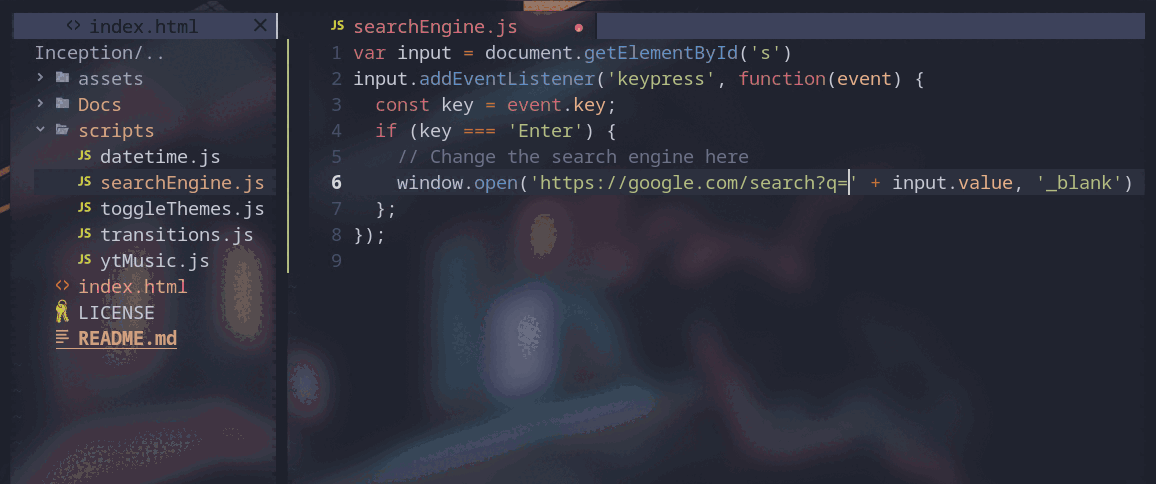 index.html
JS searchEngine.js
Inception/..
assets
Docs
scripts
JS datetime.js
JS searchEngine.js
JS toggleThemes.js
JS transitions.js
JS ytMusic.js
index.html
LICENSE
README.md
1 var input = document.getElementById('s')
2 input.addEventListener('keypress', function(event) {
3 const key = event.key;
4 if (key === 'Enter') {
5 // Change the search engine here
6 window.open('https://google.com/search?q=' + input.value, '_blank')
7 };
8 });
9